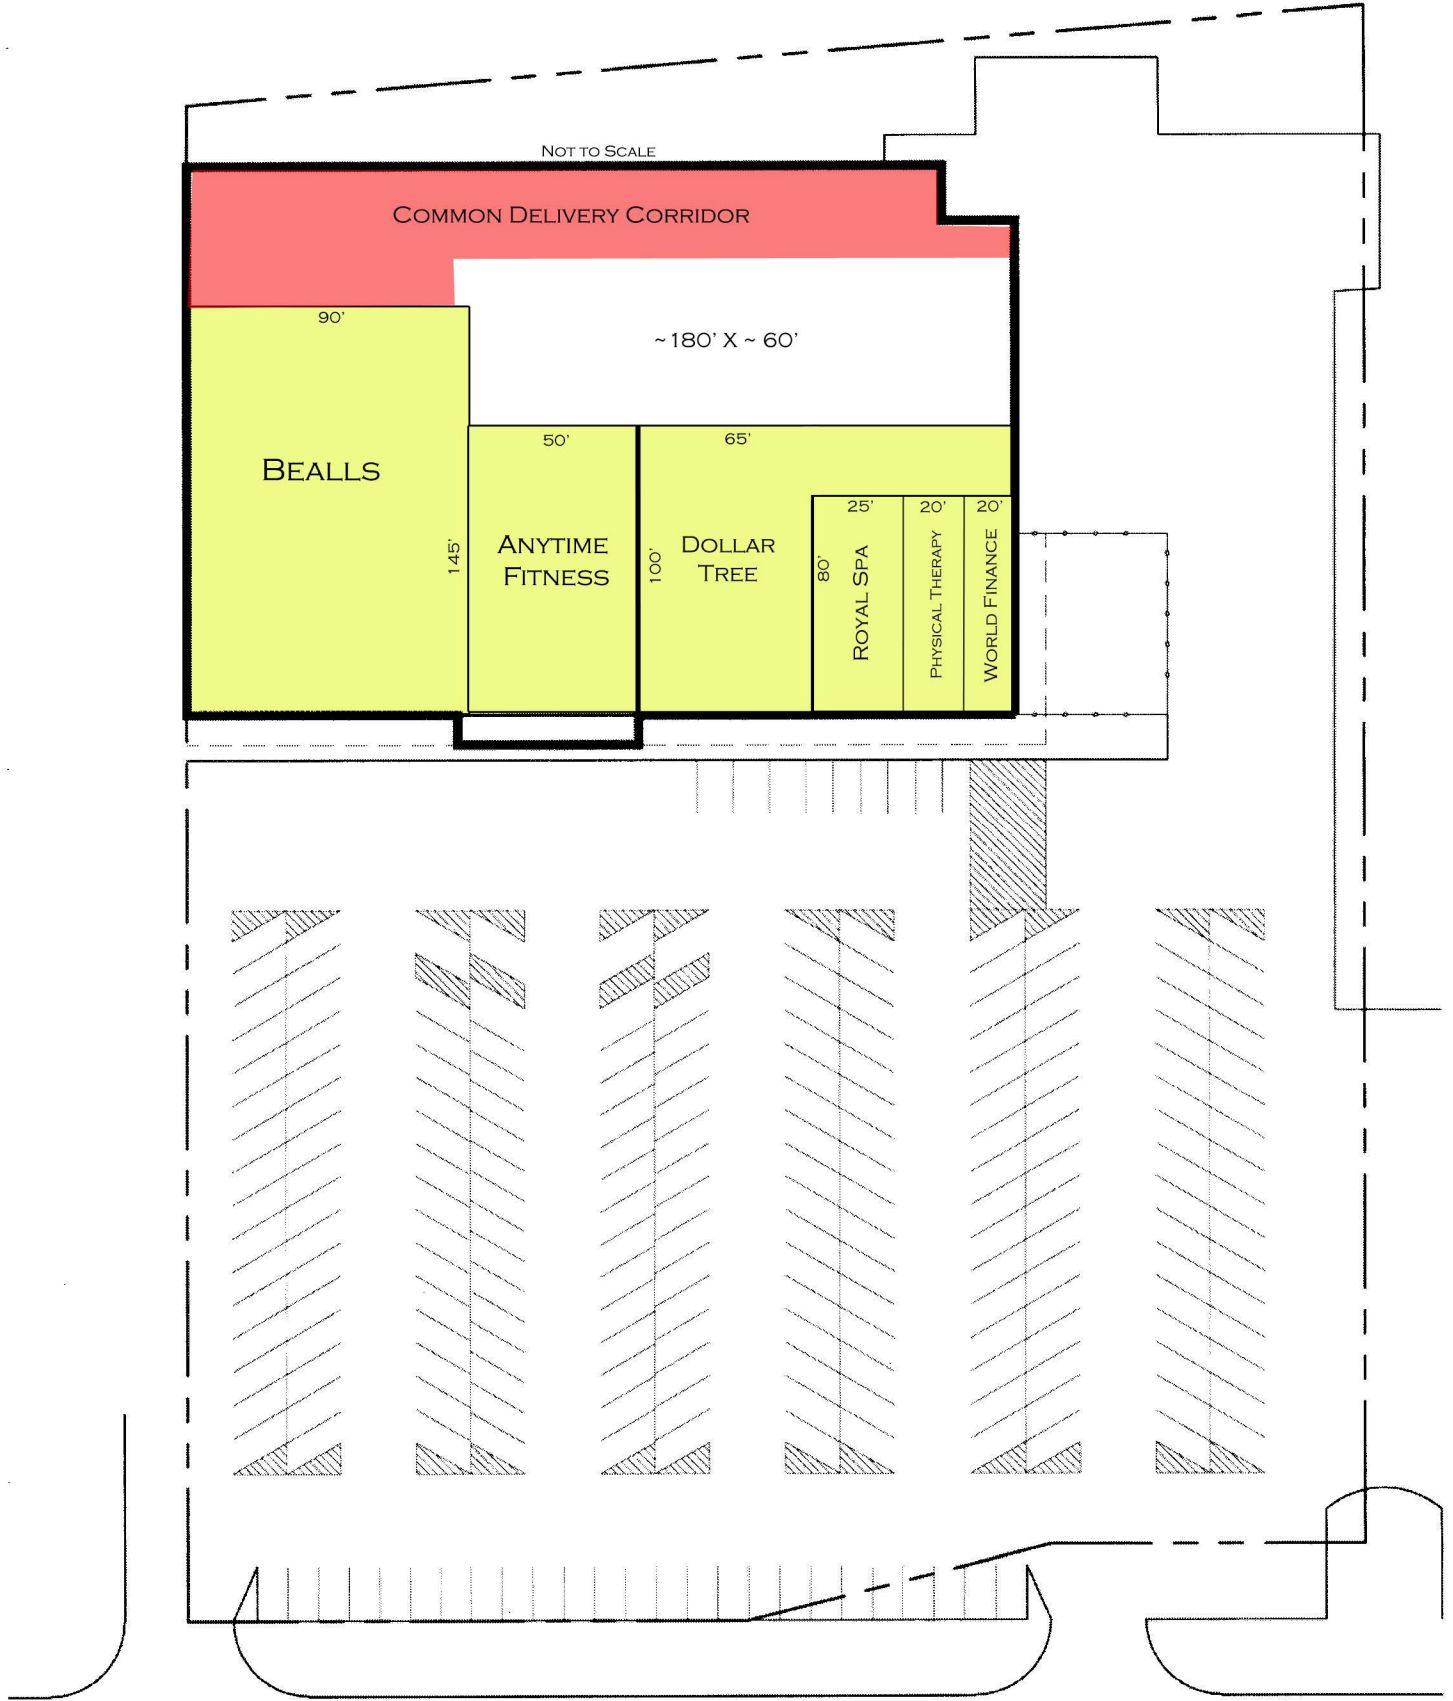 Not to Scale
Common Delivery Corridor
90'
~180' X ~ 60'
Bealls
145'
50'
Anytime
Fitness
65'
100'
Dollar
Tree
25'
20'
20'
80'
Royal Spa
Physical Therapy
World Finance